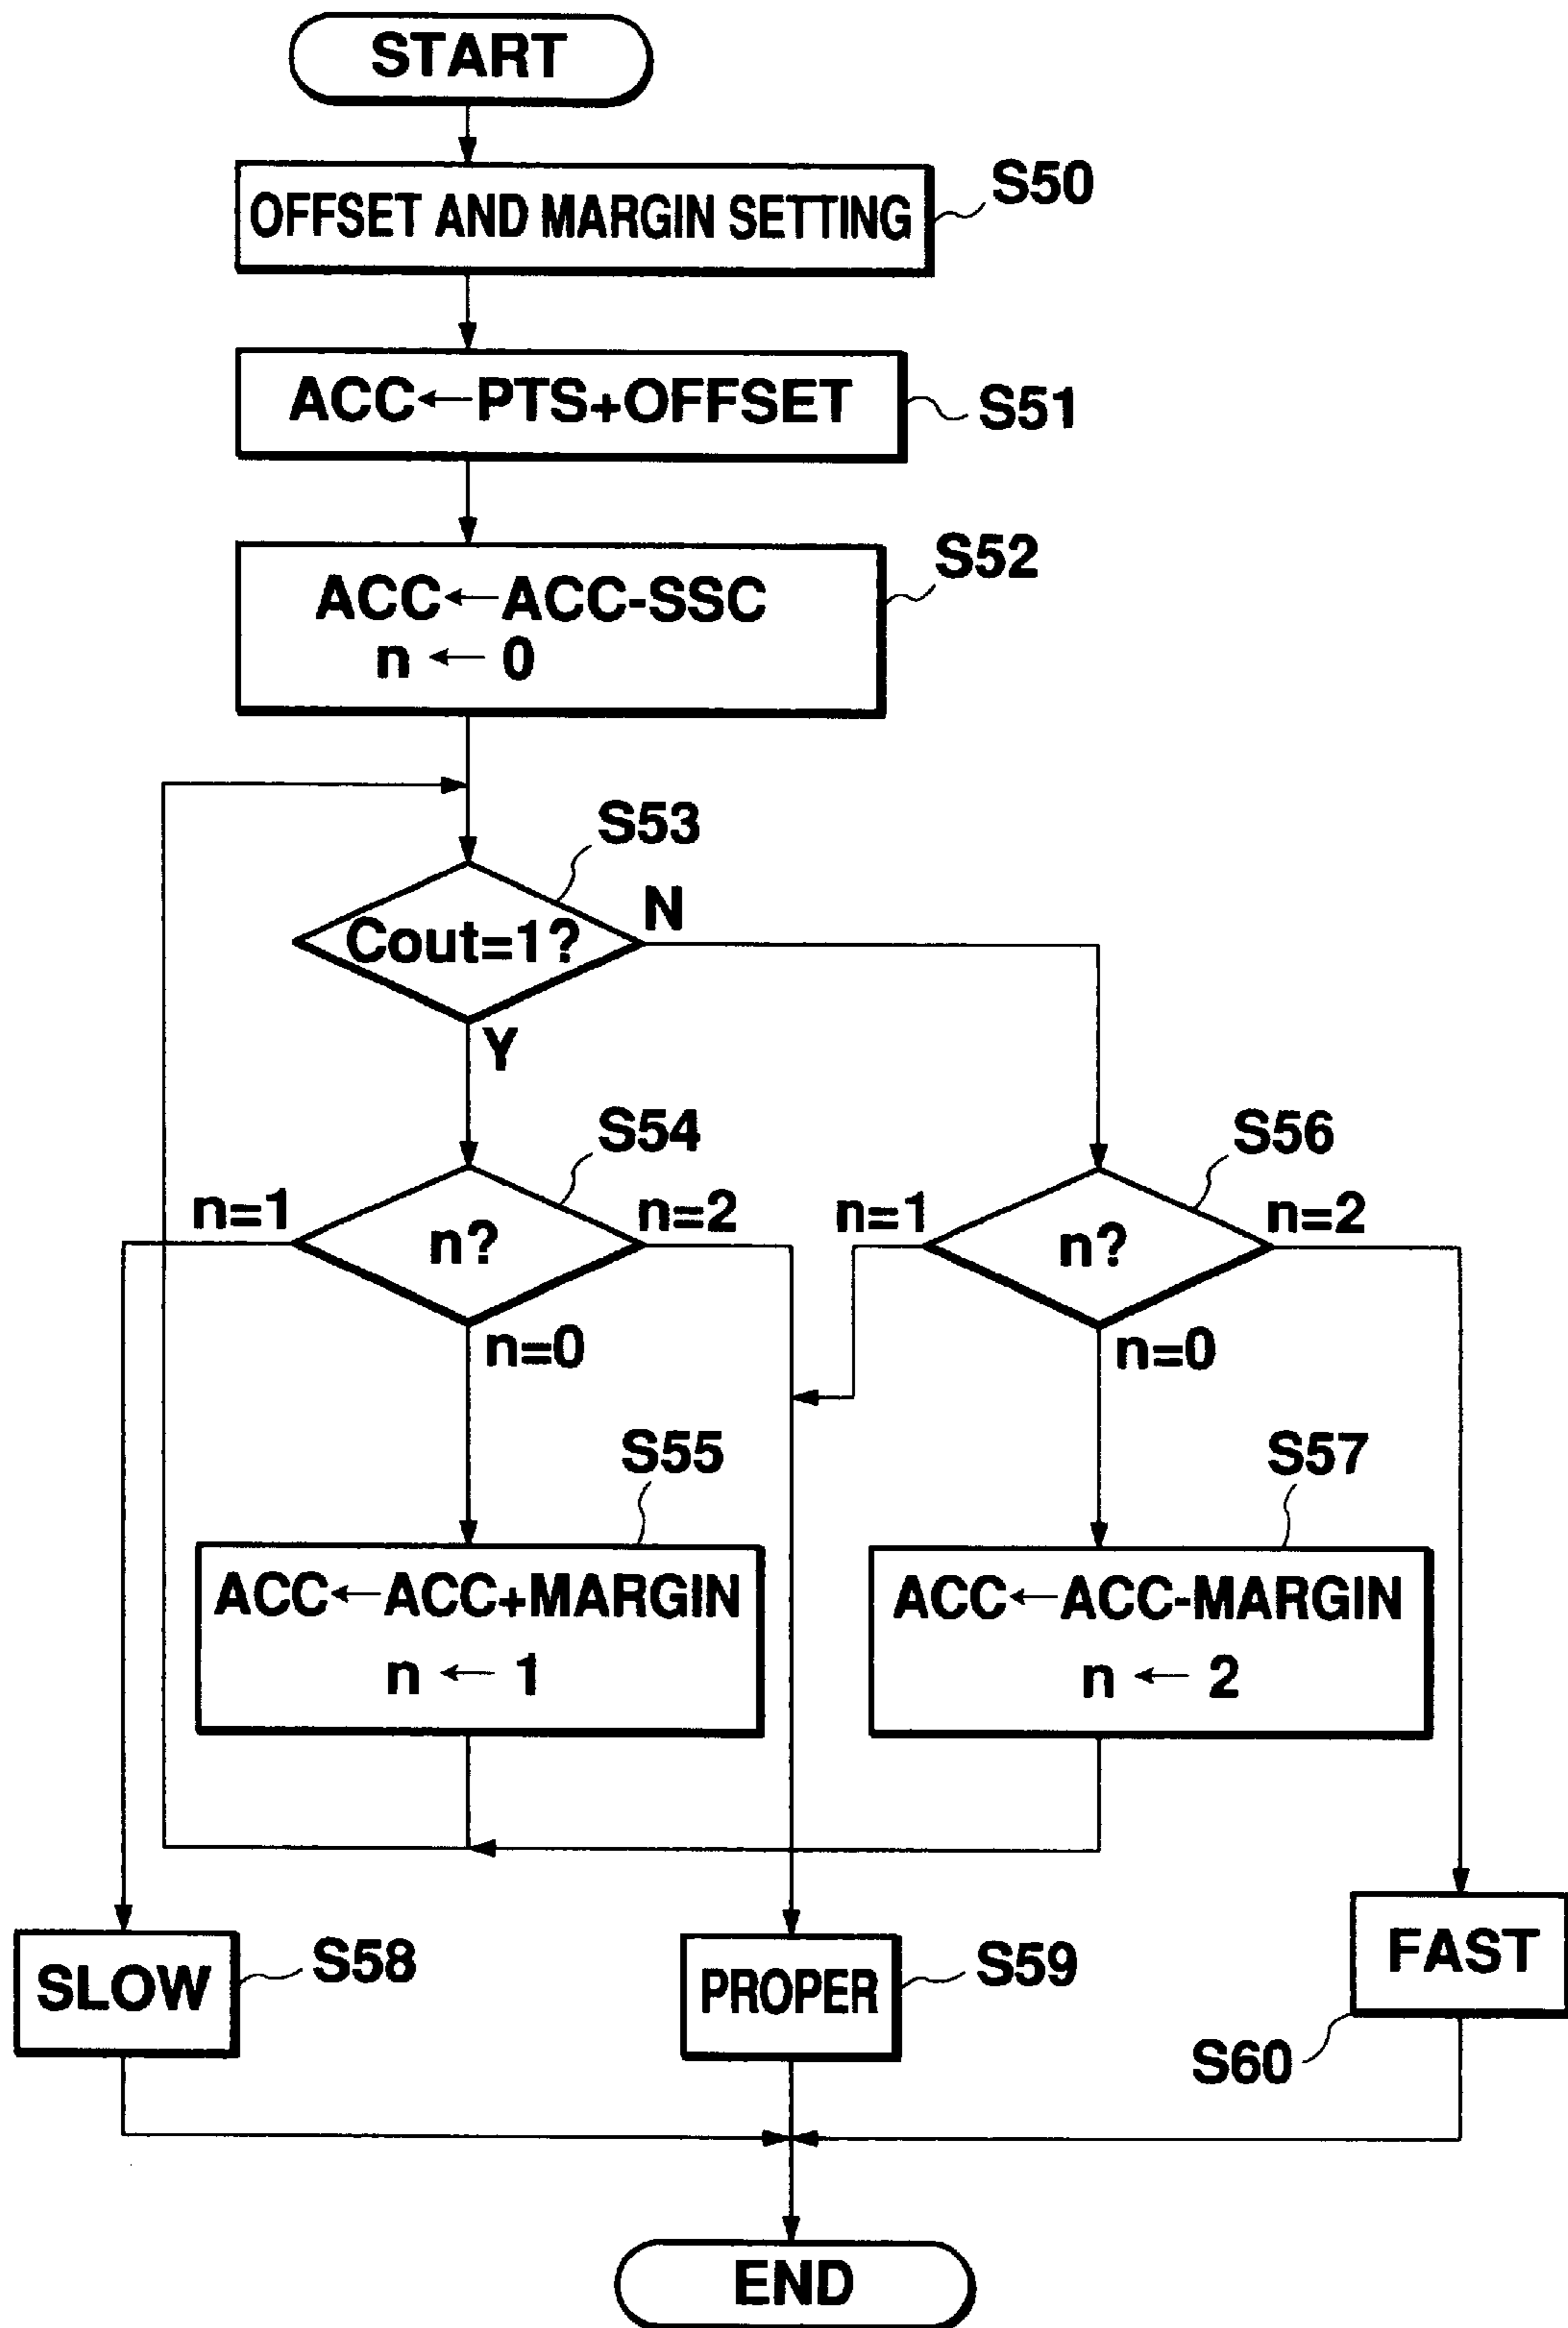 START
OFFSET AND MARGIN SETTING
S50
ACC←PTS+OFFSET
S51
ACC←ACC-SSC
n ← 0
S52
S53
Cout=1?
N
Y
S54
n=1
n?
n=2
n=0
S56
n=1
n?
n=2
n=0
S55
ACC←ACC+MARGIN
n ← 1
S57
ACC←ACC-MARGIN
n ← 2
SLOW
S58
PROPER
S59
FAST
S60
END